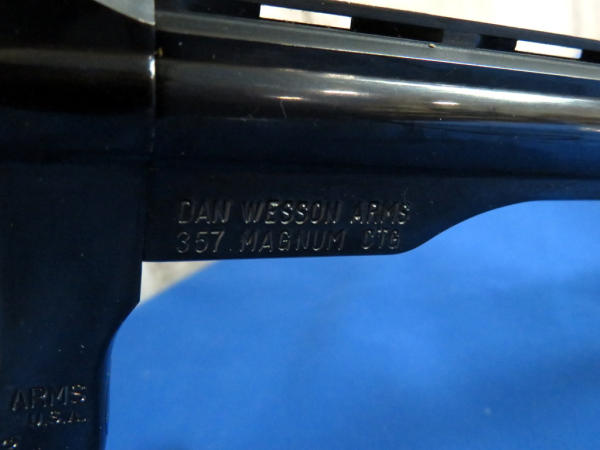 DAN WESSON ARMS
357 MAGNUM CTG
ARMS
U.S.A.